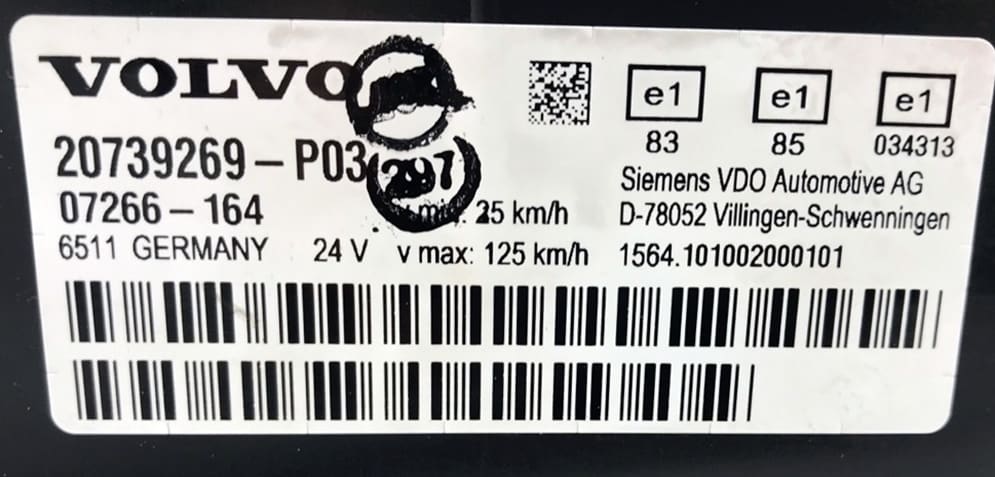 VOLVO
20739269-P03
297
07266-164
min: 25 km/h
6511 GERMANY 24 V v max: 125 km/h
e1 e1 e1
83 85 034313
Siemens VDO Automotive AG
D-78052 Villingen-Schwenningen
1564.101002000101